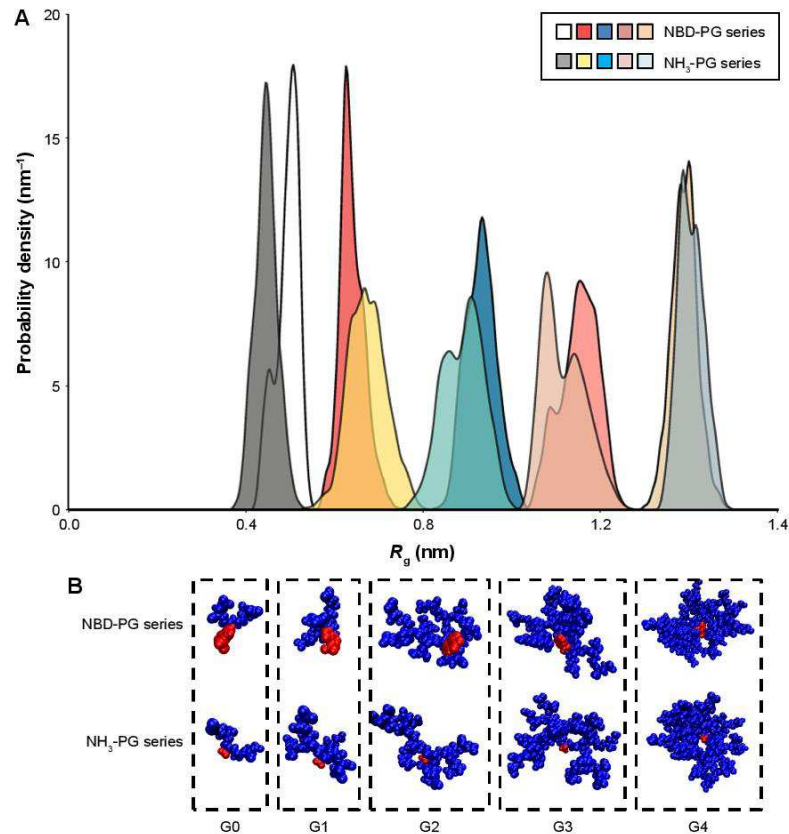 A
20
15
10
5
0
Probability density (nm⁻¹)
NBD-PG series
NH₃-PG series
0.0
0.4
0.8
1.2
1.4
Rg (nm)
B
NBD-PG series
NH₃-PG series
G0
G1
G2
G3
G4